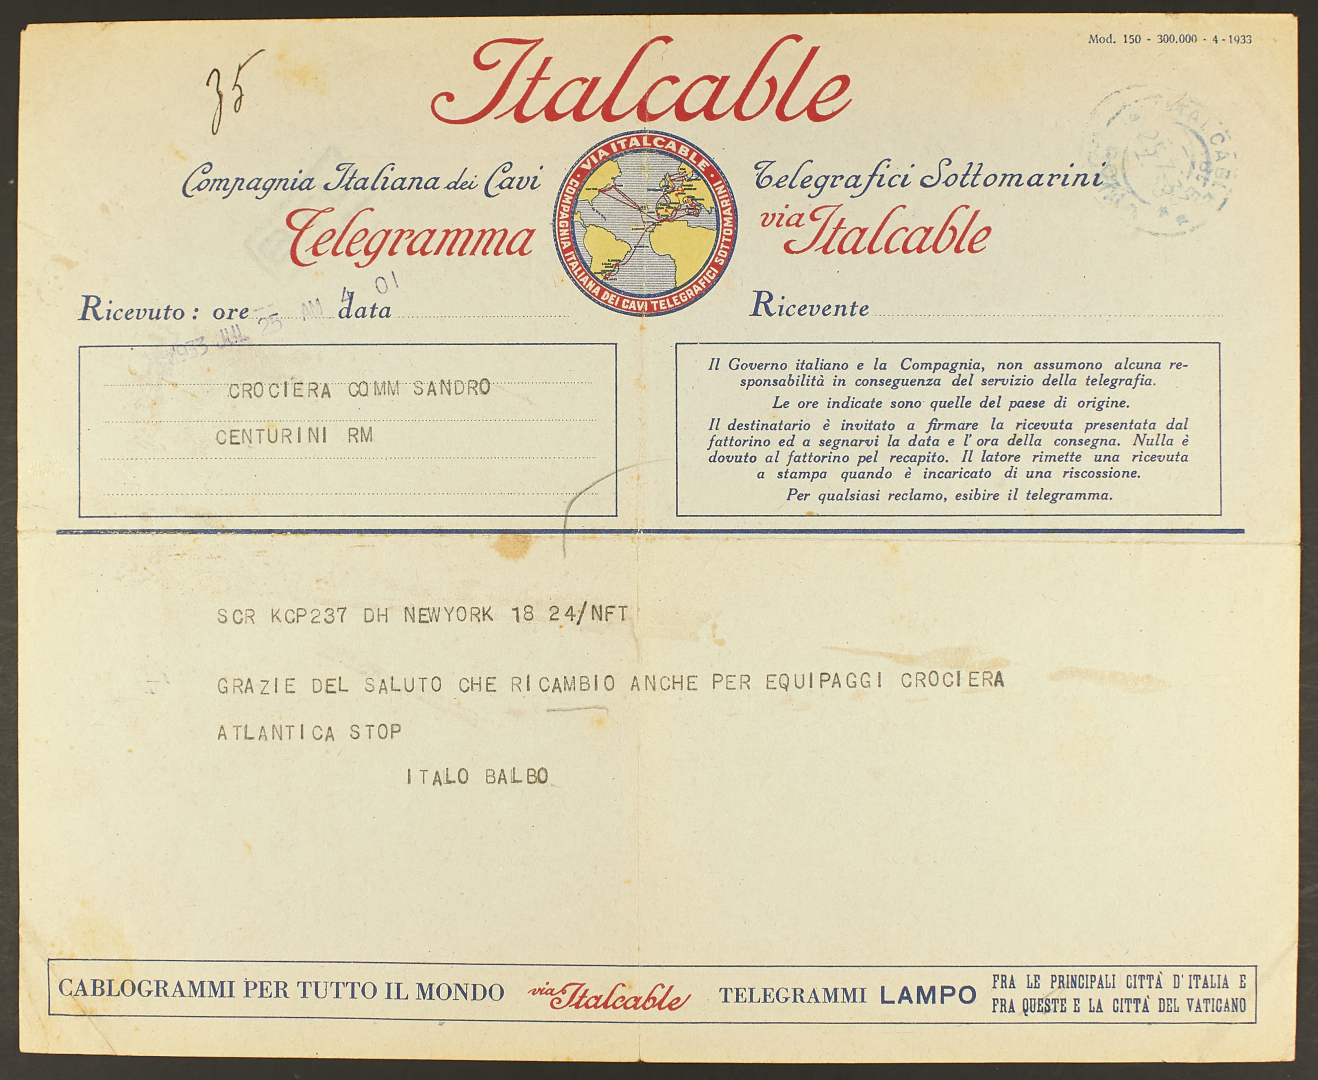 Mod. 150 - 300.000 - 4 - 1933
35
Italcable
Compagnia Italiana dei Cavi Telegrafici Sottomarini
Telegramma via Italcable
VIA ITALCABLE · COMPAGNIA ITALIANA DEI CAVI TELEGRAFICI SOTTOMARINI
Ricevuto : ore data
1933 JUL 25 AM 4 01
Ricevente
CROCIERA COMM SANDRO
CENTURINI RM
Il Governo italiano e la Compagnia, non assumono alcuna re-
sponsabilità in conseguenza del servizio della telegrafia.
Le ore indicate sono quelle del paese di origine.
Il destinatario è invitato a firmare la ricevuta presentata dal
fattorino ed a segnarvi la data e l'ora della consegna. Nulla è
dovuto al fattorino pel recapito. Il latore rimette una ricevuta
a stampa quando è incaricato di una riscossione.
Per qualsiasi reclamo, esibire il telegramma.
SCR KCP237 DH NEWYORK 18 24/NFT
GRAZIE DEL SALUTO CHE RICAMBIO ANCHE PER EQUIPAGGI CROCIERA
ATLANTICA STOP
ITALO BALBO
CABLOGRAMMI PER TUTTO IL MONDO via Italcable TELEGRAMMI LAMPO
FRA LE PRINCIPALI CITTÀ D'ITALIA E
FRA QUESTE E LA CITTÀ DEL VATICANO